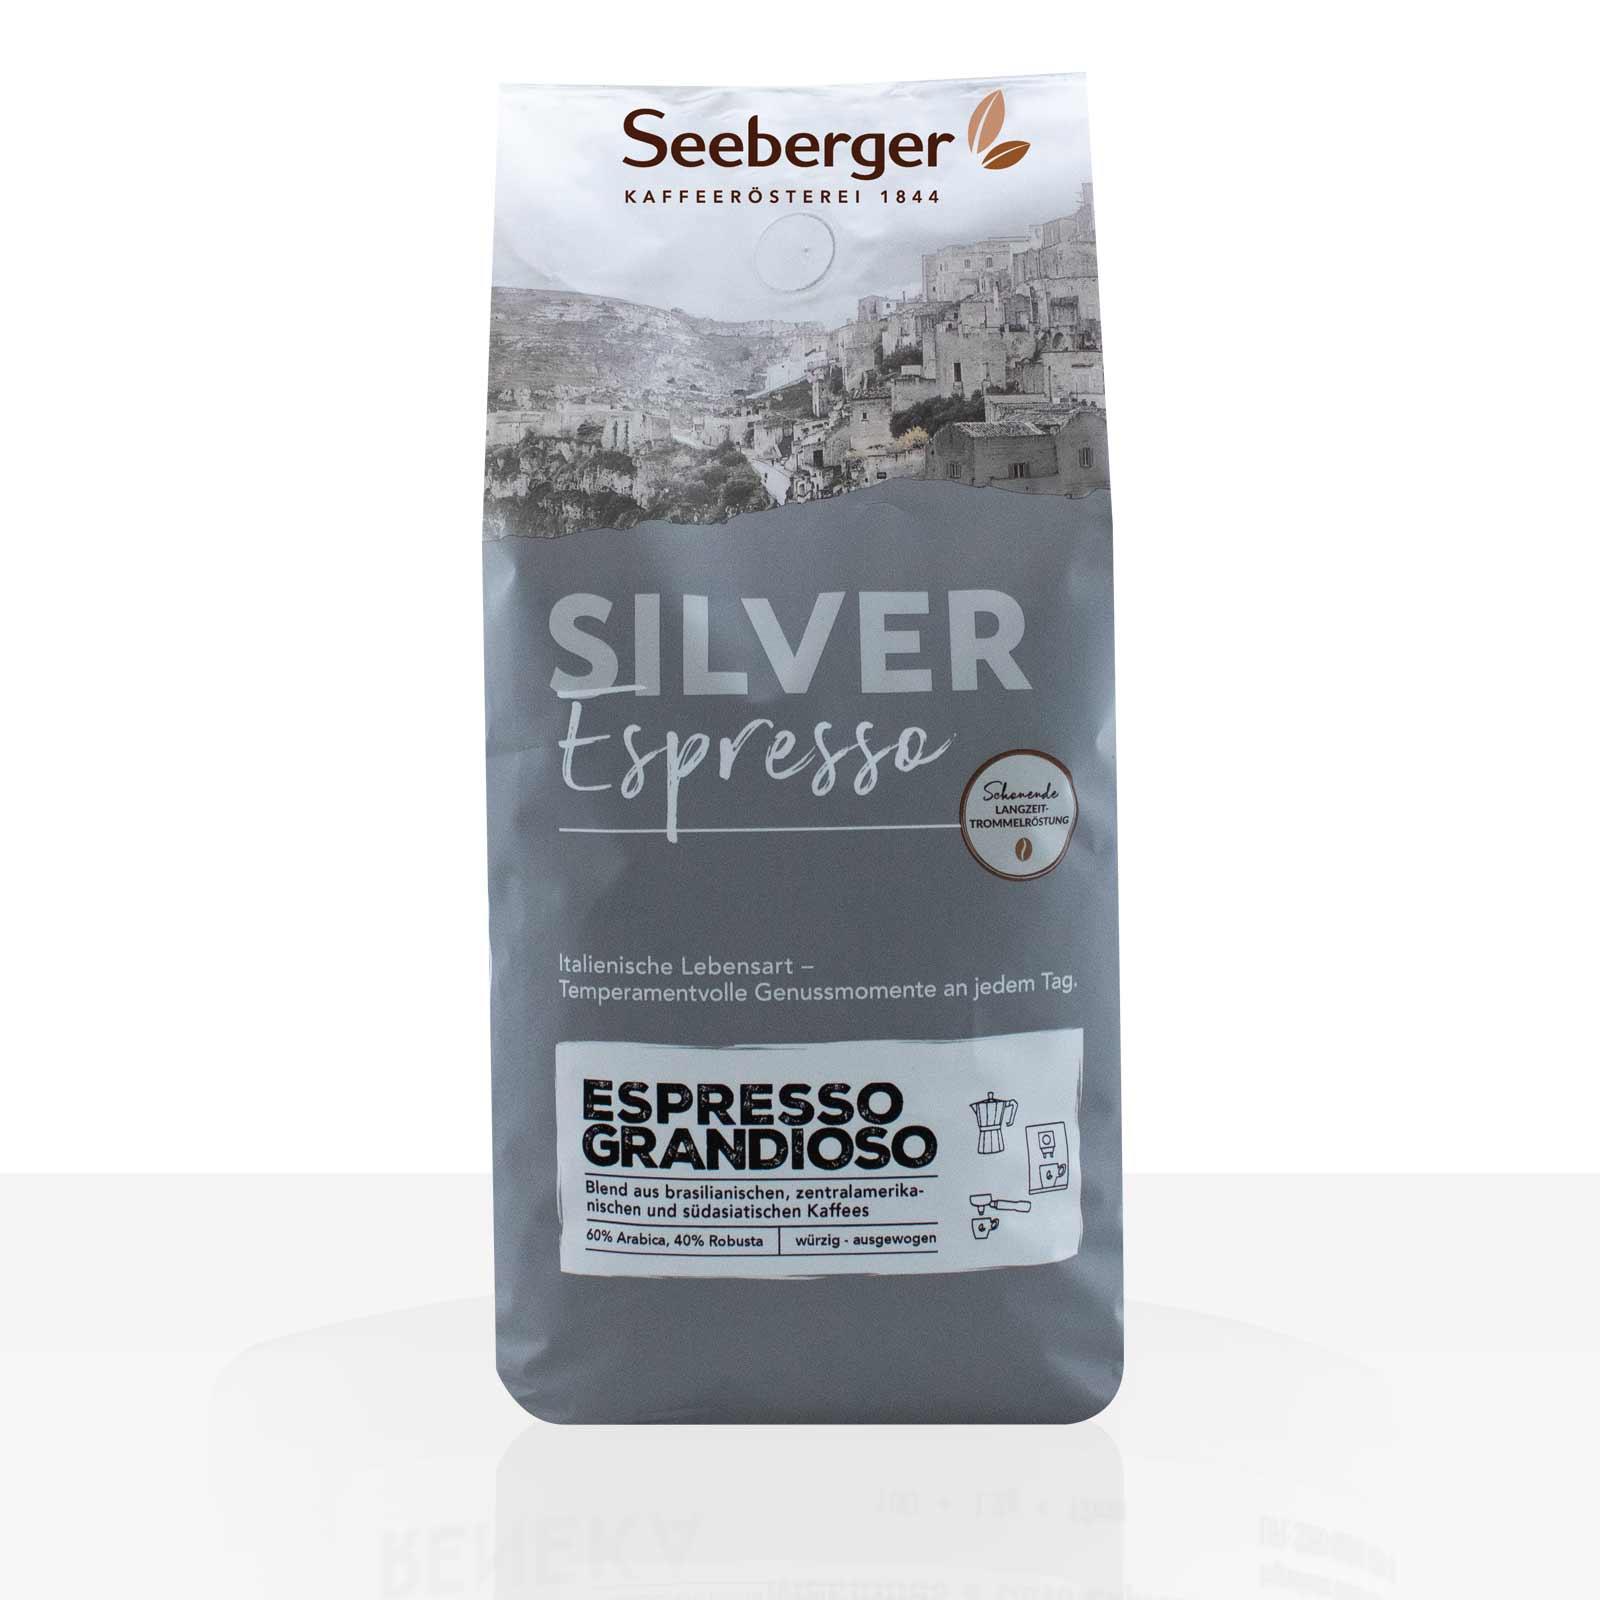 Seeberger
KAFFEERÖSTEREI 1844
SILVER
Espresso
Schonende
LANGZEIT-
TROMMELRÖSTUNG
Italienische Lebensart –
Temperamentvolle Genussmomente an jedem Tag.
ESPRESSO
GRANDIOSO
Blend aus brasilianischen, zentralamerika-
nischen und südasiatischen Kaffees
60% Arabica, 40% Robusta
würzig - ausgewogen